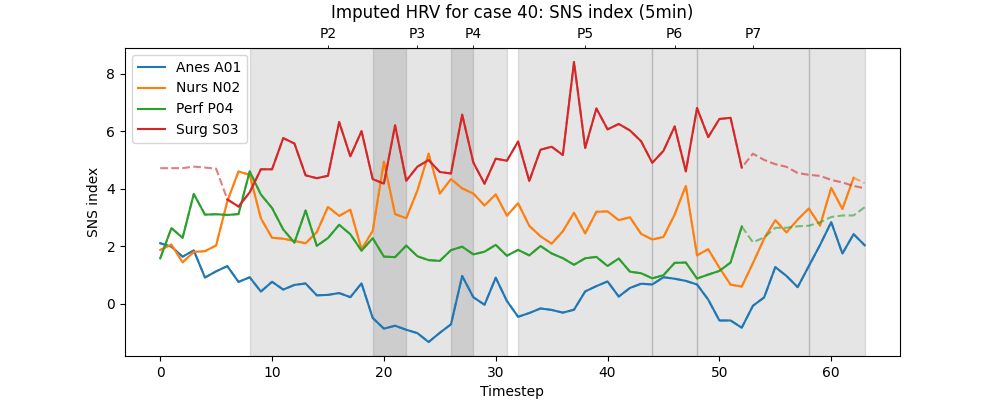 Imputed HRV for case 40: SNS index (5min)
P2 P3 P4 P5 P6 P7
Anes A01
Nurs N02
Perf P04
Surg S03
SNS index
8
6
4
2
0
0 10 20 30 40 50 60
Timestep